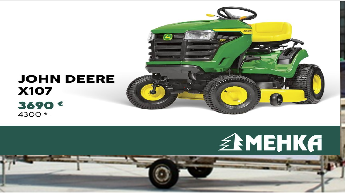 JOHN DEERE
X107
3690 €
4300 €
MEHKA